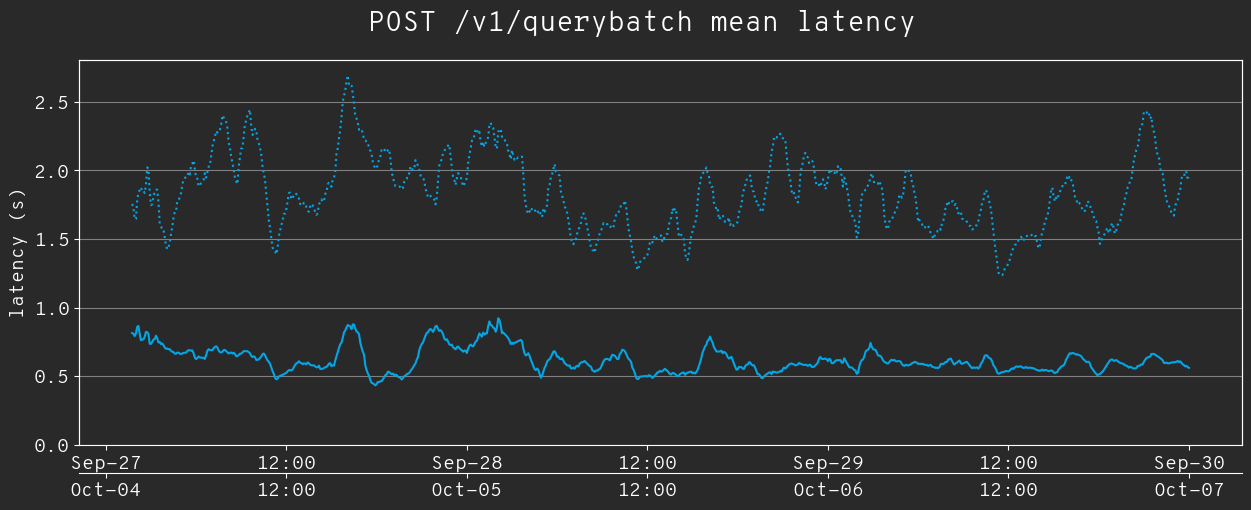 POST /v1/querybatch mean latency
latency (s)
2.5
2.0
1.5
1.0
0.5
0.0
Sep-27 12:00 Sep-28 12:00 Sep-29 12:00 Sep-30
Oct-04 12:00 Oct-05 12:00 Oct-06 12:00 Oct-07